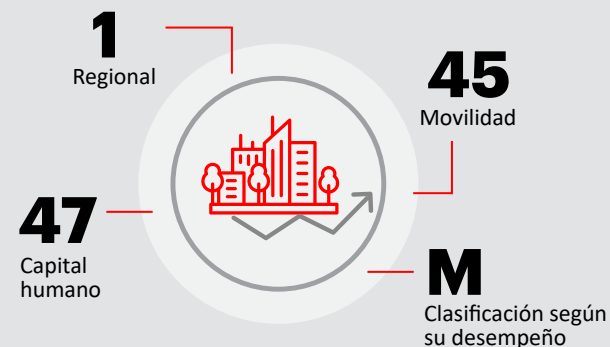 1
Regional
45
Movilidad
47
Capital
humano
M
Clasificación según
su desempeño